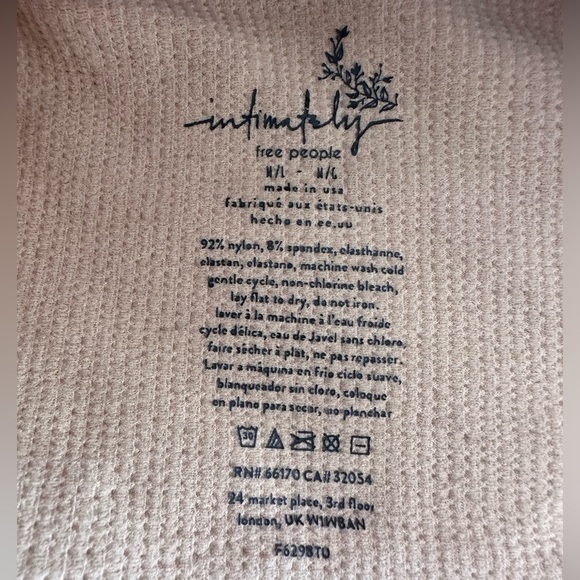 intimately
free people
M/L - M/G
made in usa
fabriqué aux états-unis
hecho en ee.uu
92% nylon, 8% spandex, elasthanne,
elastan, elastano, machine wash cold
gentle cycle, non-chlorine bleach,
lay flat to dry, do not iron.
laver à la machine à l'eau froide
cycle délica, eau de Javel sans chlore,
faire sécher à plat, ne pas repasser.
Lavar a máquina en frío ciclo suave,
blanqueador sin cloro, coloque
en plano para secar, no planchar
30
RN# 66170 CA# 32054
24 market place, 3rd floor
london, UK W1W8AN
F629BTO